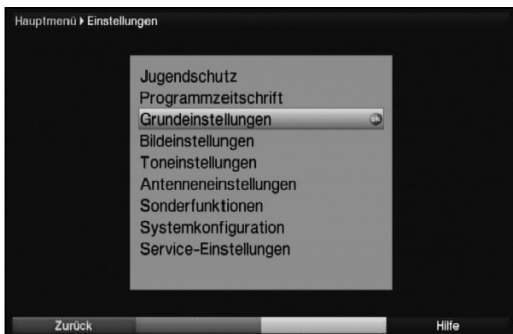 Hauptmenü ▸ Einstellungen
Jugendschutz
Programmzeitschrift
Grundeinstellungen
Bildeinstellungen
Toneinstellungen
Antenneneinstellungen
Sonderfunktionen
Systemkonfiguration
Service-Einstellungen
Zurück Hilfe